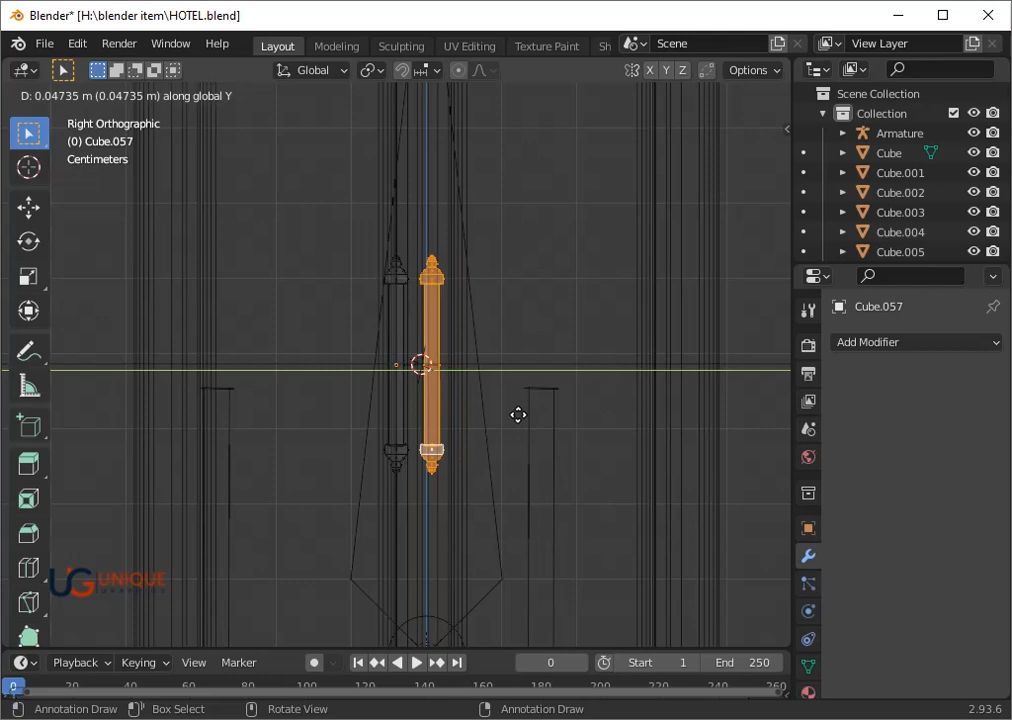 Blender* [H:\blender item\HOTEL.blend]
File Edit Render Window Help Layout Modeling Sculpting UV Editing Texture Paint Sh Scene View Layer
Global X Y Z Options
D: 0.04735 m (0.04735 m) along global Y
Right Orthographic
(0) Cube.057
Centimeters
Scene Collection
Collection
Armature
Cube
Cube.001
Cube.002
Cube.003
Cube.004
Cube.005
Cube.057
Add Modifier
UG UNIQUE
Playback Keying View Marker 0 Start 1 End 250
0 20 40 60 80 100 120 140 160 180 200 220 240 260
Annotation Draw Box Select Rotate View Annotation Draw 2.93.6